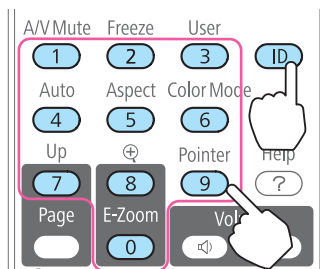 A/V Mute Freeze User
1 2 3 ID
Auto Aspect Color Mode
4 5 6
Up Pointer Help
7 8 9 ?
Page E-Zoom
0